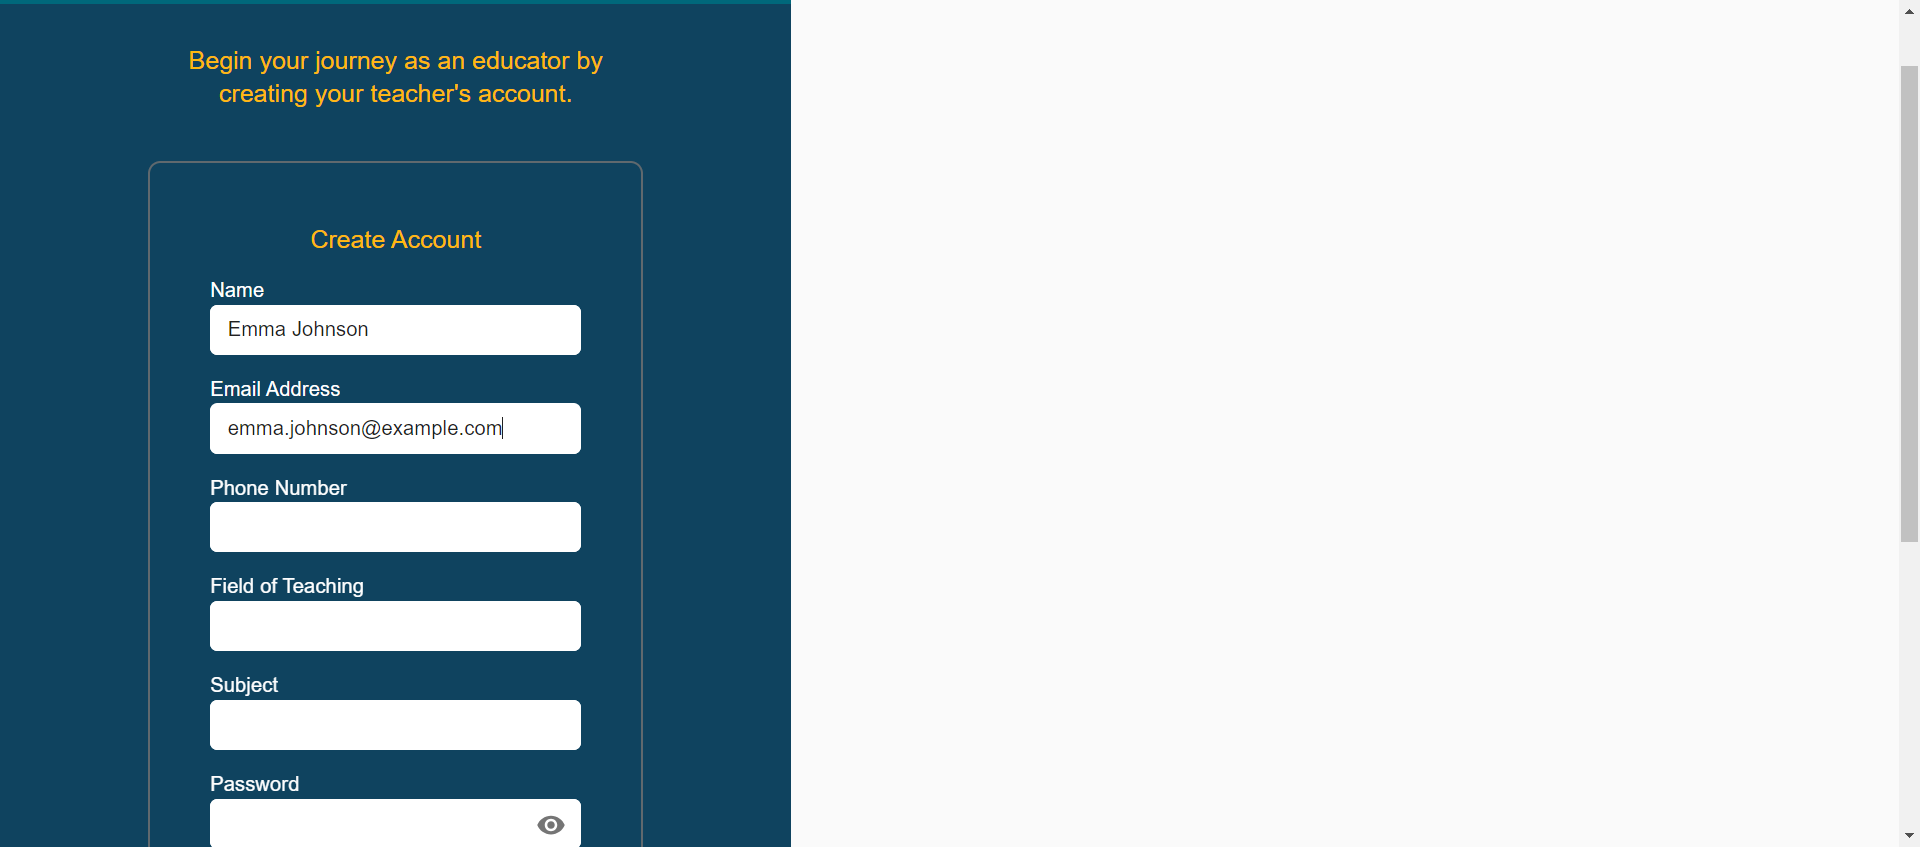 Begin your journey as an educator by
creating your teacher's account.
Create Account
Name
Emma Johnson
Email Address
emma.johnson@example.com
Phone Number
Field of Teaching
Subject
Password